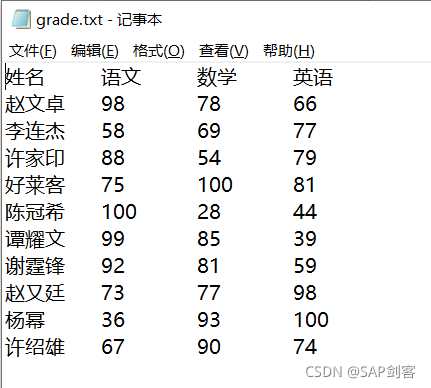 grade.txt - 记事本
文件(F) 编辑(E) 格式(O) 查看(V) 帮助(H)
姓名 语文 数学 英语
赵文卓 98 78 66
李连杰 58 69 77
许家印 88 54 79
好莱客 75 100 81
陈冠希 100 28 44
谭耀文 99 85 39
谢霆锋 92 81 59
赵又廷 73 77 98
杨幂 36 93 100
许绍雄 67 90 74
CSDN @SAP剑客